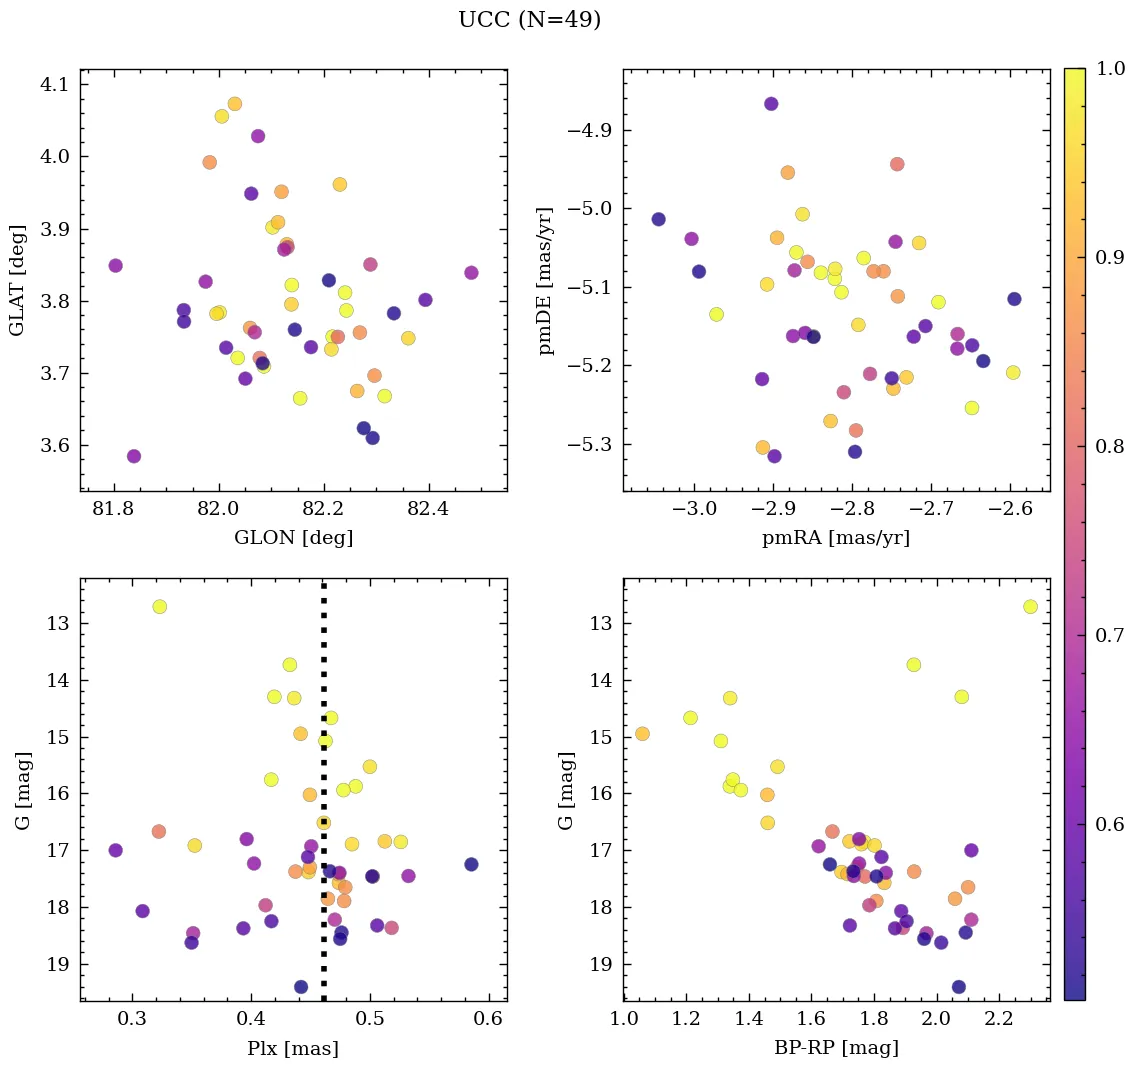 UCC (N=49)
4.1
4.0
3.9
3.8
3.7
3.6
GLAT [deg]
81.8 82.0 82.2 82.4
GLON [deg]
−4.9
−5.0
−5.1
−5.2
−5.3
pmDE [mas/yr]
−3.0 −2.9 −2.8 −2.7 −2.6
pmRA [mas/yr]
13
14
15
16
17
18
19
G [mag]
0.3 0.4 0.5 0.6
Plx [mas]
13
14
15
16
17
18
19
G [mag]
1.0 1.2 1.4 1.6 1.8 2.0 2.2
BP-RP [mag]
1.0
0.9
0.8
0.7
0.6